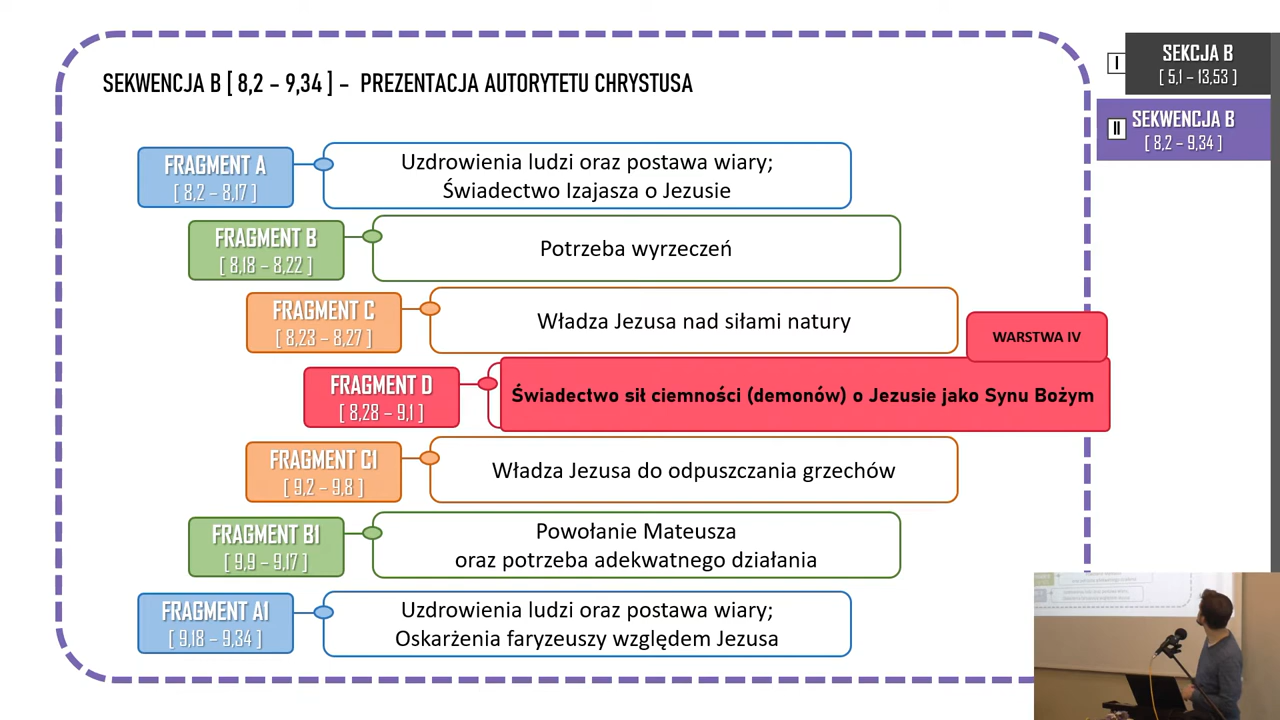 SEKWENCJA B [ 8,2 – 9,34 ] – PREZENTACJA AUTORYTETU CHRYSTUSA
I
SEKCJA B
[ 5,1 – 13,53 ]
II
SEKWENCJA B
[ 8,2 – 9,34 ]
FRAGMENT A
[ 8,2 – 8,17 ]
Uzdrowienia ludzi oraz postawa wiary;
Świadectwo Izajasza o Jezusie
FRAGMENT B
[ 8,18 – 8,22 ]
Potrzeba wyrzeczeń
FRAGMENT C
[ 8,23 – 8,27 ]
Władza Jezusa nad siłami natury
WARSTWA IV
FRAGMENT D
[ 8,28 – 9,1 ]
Świadectwo sił ciemności (demonów) o Jezusie jako Synu Bożym
FRAGMENT C1
[ 9,2 – 9,8 ]
Władza Jezusa do odpuszczania grzechów
FRAGMENT B1
[ 9,9 – 9,17 ]
Powołanie Mateusza
oraz potrzeba adekwatnego działania
FRAGMENT A1
[ 9,18 – 9,34 ]
Uzdrowienia ludzi oraz postawa wiary;
Oskarżenia faryzeuszy względem Jezusa